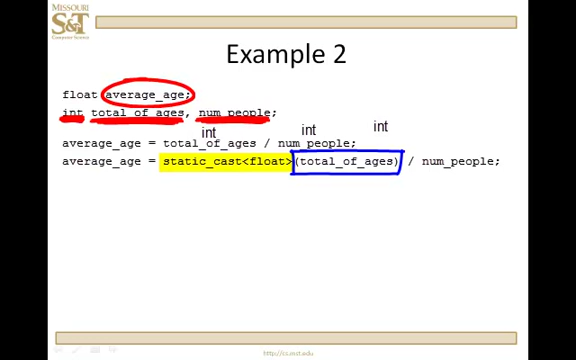 MISSOURI
S&T
Computer Science
Example 2
float average_age;
int total_of_ages, num_people;
int int int
average_age = total_of_ages / num_people;
average_age = static_cast<float>(total_of_ages) / num_people;
http://cs.mst.edu